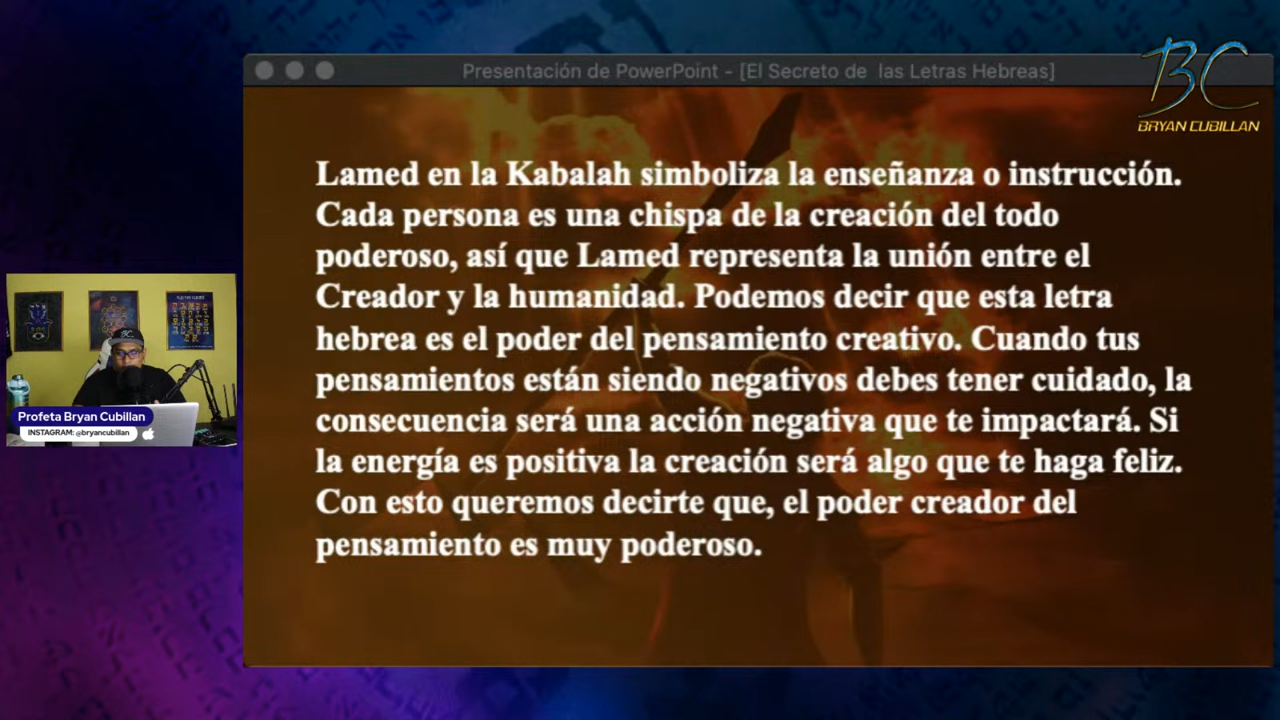 Presentación de PowerPoint - [El Secreto de las Letras Hebreas]
BC
BRYAN CUBILLAN
Lamed en la Kabalah simboliza la enseñanza o instrucción.
Cada persona es una chispa de la creación del todo
poderoso, así que Lamed representa la unión entre el
Creador y la humanidad. Podemos decir que esta letra
hebrea es el poder del pensamiento creativo. Cuando tus
pensamientos están siendo negativos debes tener cuidado, la
consecuencia será una acción negativa que te impactará. Si
la energía es positiva la creación será algo que te haga feliz.
Con esto queremos decirte que, el poder creador del
pensamiento es muy poderoso.
Profeta Bryan Cubillan
INSTAGRAM: @bryancubillan